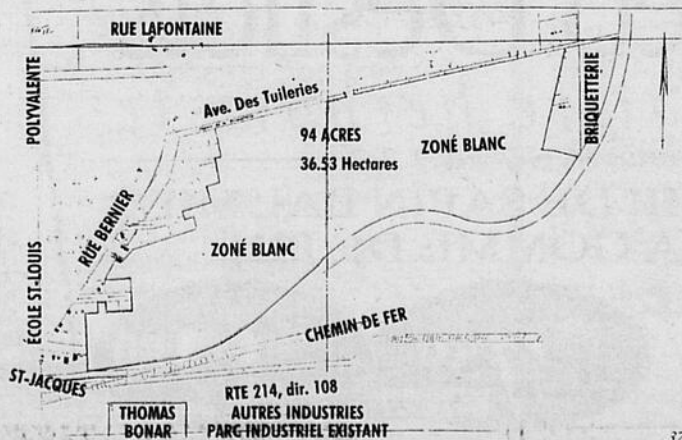 RUE LAFONTAINE
POLYVALENTE
Ave. Des Tuileries
BRIQUETTERIE
94 ACRES
36.53 Hectares
ZONÉ BLANC
RUE BERNIER
ZONÉ BLANC
ÉCOLE ST-LOUIS
CHEMIN DE FER
ST-JACQUES
RTE 214, dir. 108
THOMAS
BONAR
AUTRES INDUSTRIES
PARC INDUSTRIEL EXISTANT